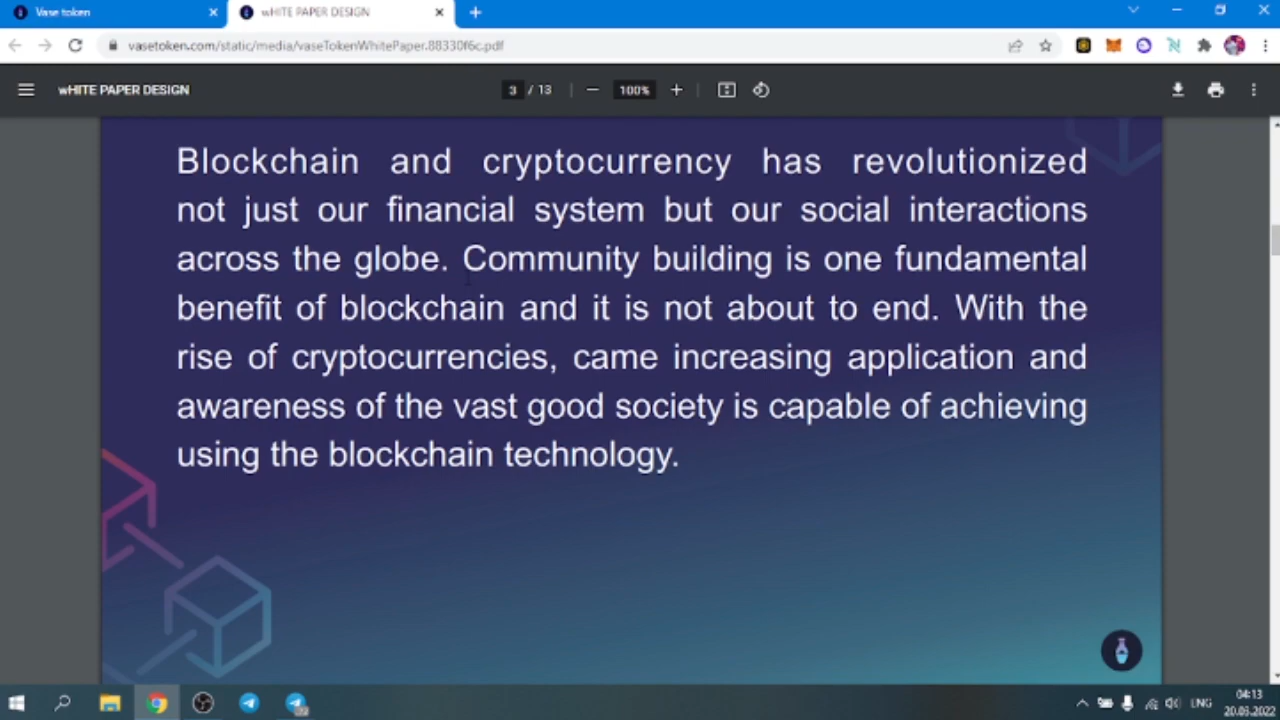 Vase token
wHITE PAPER DESIGN
vasetoken.com/static/media/vaseTokenWhitePaper.88330f6c.pdf
wHITE PAPER DESIGN
3 / 13
100%
Blockchain and cryptocurrency has revolutionized
not just our financial system but our social interactions
across the globe. Community building is one fundamental
benefit of blockchain and it is not about to end. With the
rise of cryptocurrencies, came increasing application and
awareness of the vast good society is capable of achieving
using the blockchain technology.
ENG
04:13
20.03.2022